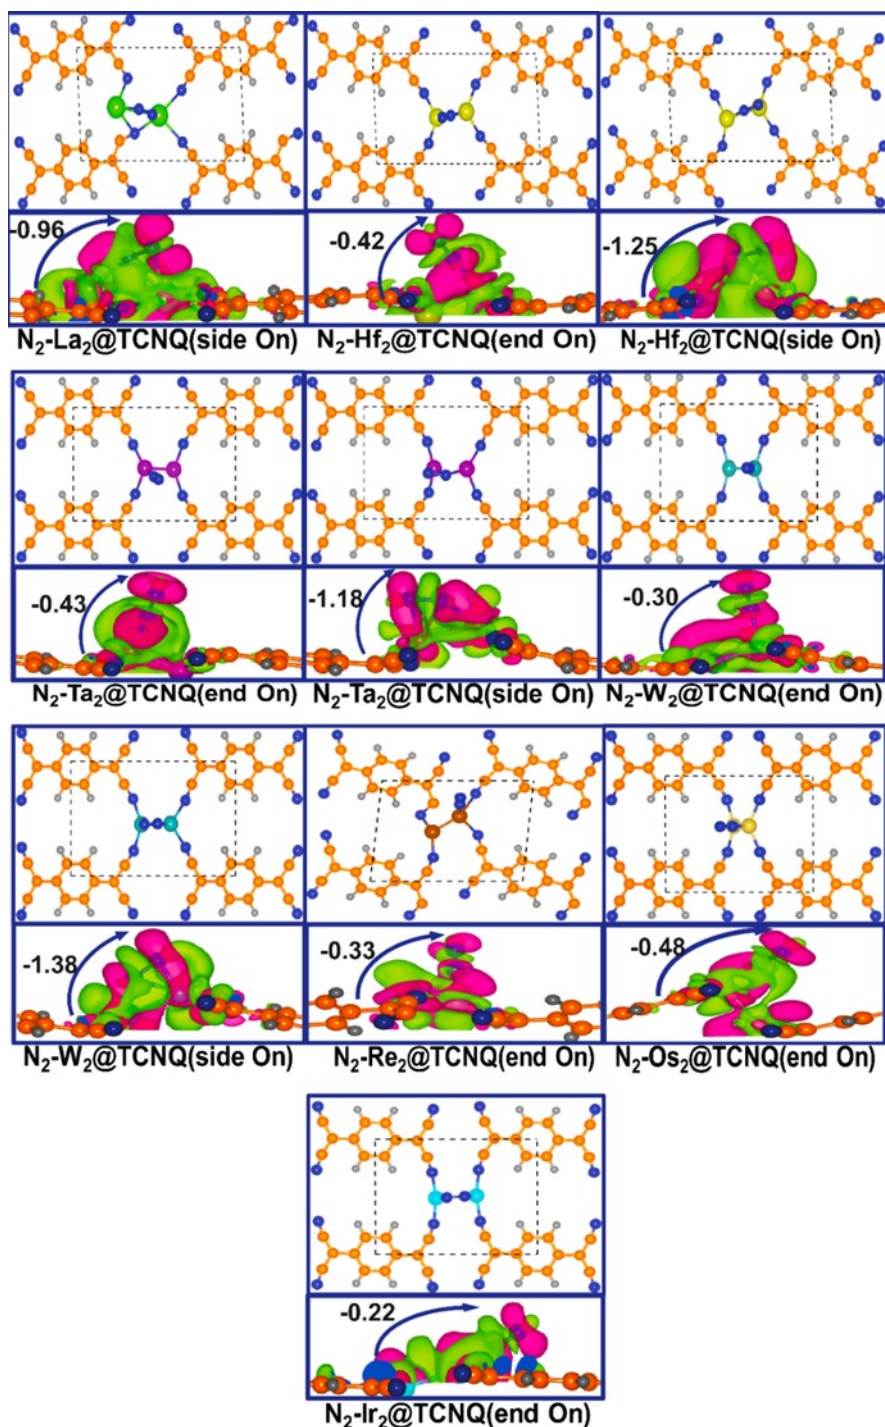 -0.96
-0.42
-1.25
N₂-La₂@TCNQ(side On)
N₂-Hf₂@TCNQ(end On)
N₂-Hf₂@TCNQ(side On)
-0.43
-1.18
-0.30
N₂-Ta₂@TCNQ(end On)
N₂-Ta₂@TCNQ(side On)
N₂-W₂@TCNQ(end On)
-1.38
-0.33
-0.48
N₂-W₂@TCNQ(side On)
N₂-Re₂@TCNQ(end On)
N₂-Os₂@TCNQ(end On)
-0.22
N₂-Ir₂@TCNQ(end On)